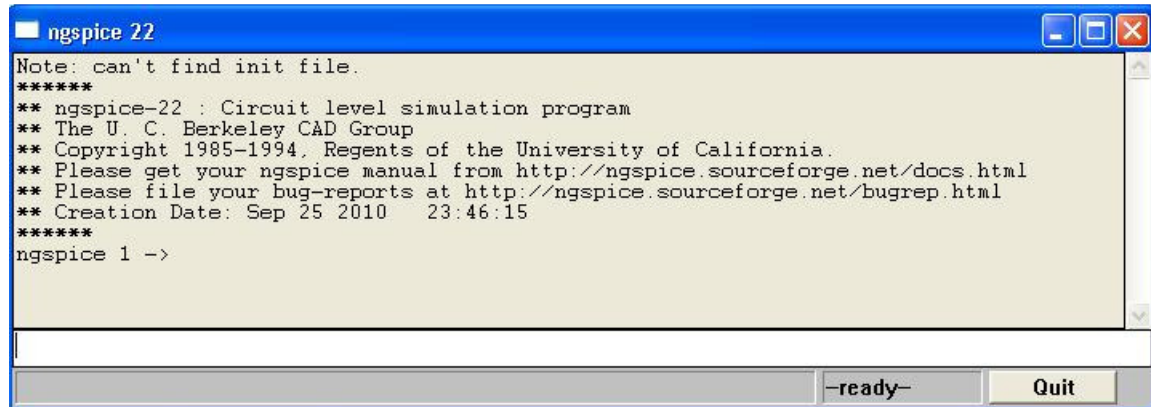 ngspice 22
Note: can't find init file.
******
** ngspice-22 : Circuit level simulation program
** The U. C. Berkeley CAD Group
** Copyright 1985-1994, Regents of the University of California.
** Please get your ngspice manual from http://ngspice.sourceforge.net/docs.html
** Please file your bug-reports at http://ngspice.sourceforge.net/bugrep.html
** Creation Date: Sep 25 2010   23:46:15
******
ngspice 1 ->
-ready-
Quit